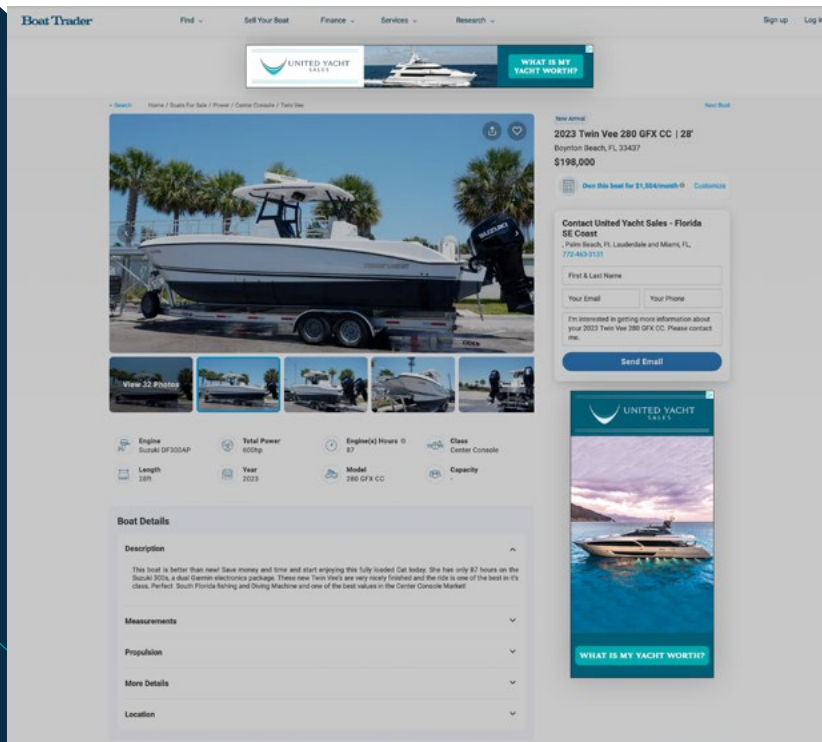 Boat Trader
Find
Sell Your Boat
Finance
Services
Research
Sign up
Log in
UNITED YACHT
SALES
WHAT IS MY
YACHT WORTH?
< Search
Home / Boats For Sale / Power / Center Console / Twin Vee
Next Boat
New Arrival
2023 Twin Vee 280 GFX CC | 28'
Boynton Beach, FL 33437
$198,000
Own this boat for $1,504/month
Customize
Contact United Yacht Sales - Florida
SE Coast
, Palm Beach, Ft. Lauderdale and Miami, FL,
772-463-3131
First & Last Name
Your Email
Your Phone
I'm interested in getting more information about
your 2023 Twin Vee 280 GFX CC. Please contact
me.
Send Email
SUZUKI
View 32 Photos
Engine
Suzuki DF300AP
Total Power
600hp
Engine(s) Hours
87
Class
Center Console
Length
28ft
Year
2023
Model
280 GFX CC
Capacity
-
UNITED YACHT
SALES
WHAT IS MY YACHT WORTH?
Boat Details
Description
This boat is better than new! Save money and time and start enjoying this fully loaded Cat today. She has only 87 hours on the
Suzuki 300s, a dual Garmin electronics package. These new Twin Vee's are very nicely finished and the ride is one of the best in it's
class. Perfect South Florida fishing and Diving Machine and one of the best values in the Center Console Market!
Measurements
Propulsion
More Details
Location